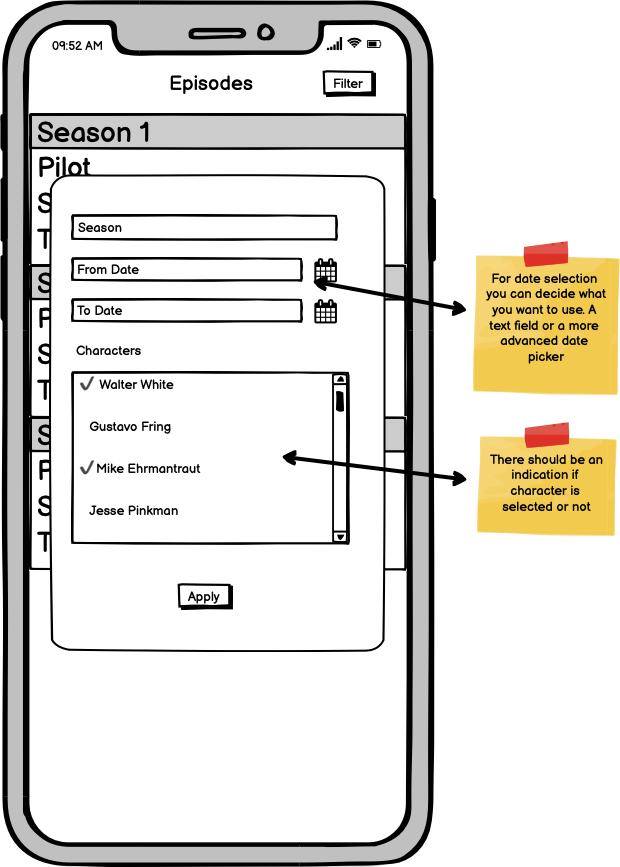 09:52 AM
Episodes
Filter
Season 1
Pilot
S
T
S
P
S
T
S
P
S
T
Season
From Date
To Date
Characters
Walter White
Gustavo Fring
Mike Ehrmantraut
Jesse Pinkman
Apply
For date selection
you can decide what
you want to use. A
text field or a more
advanced date
picker
There should be an
indication if
character is
selected or not